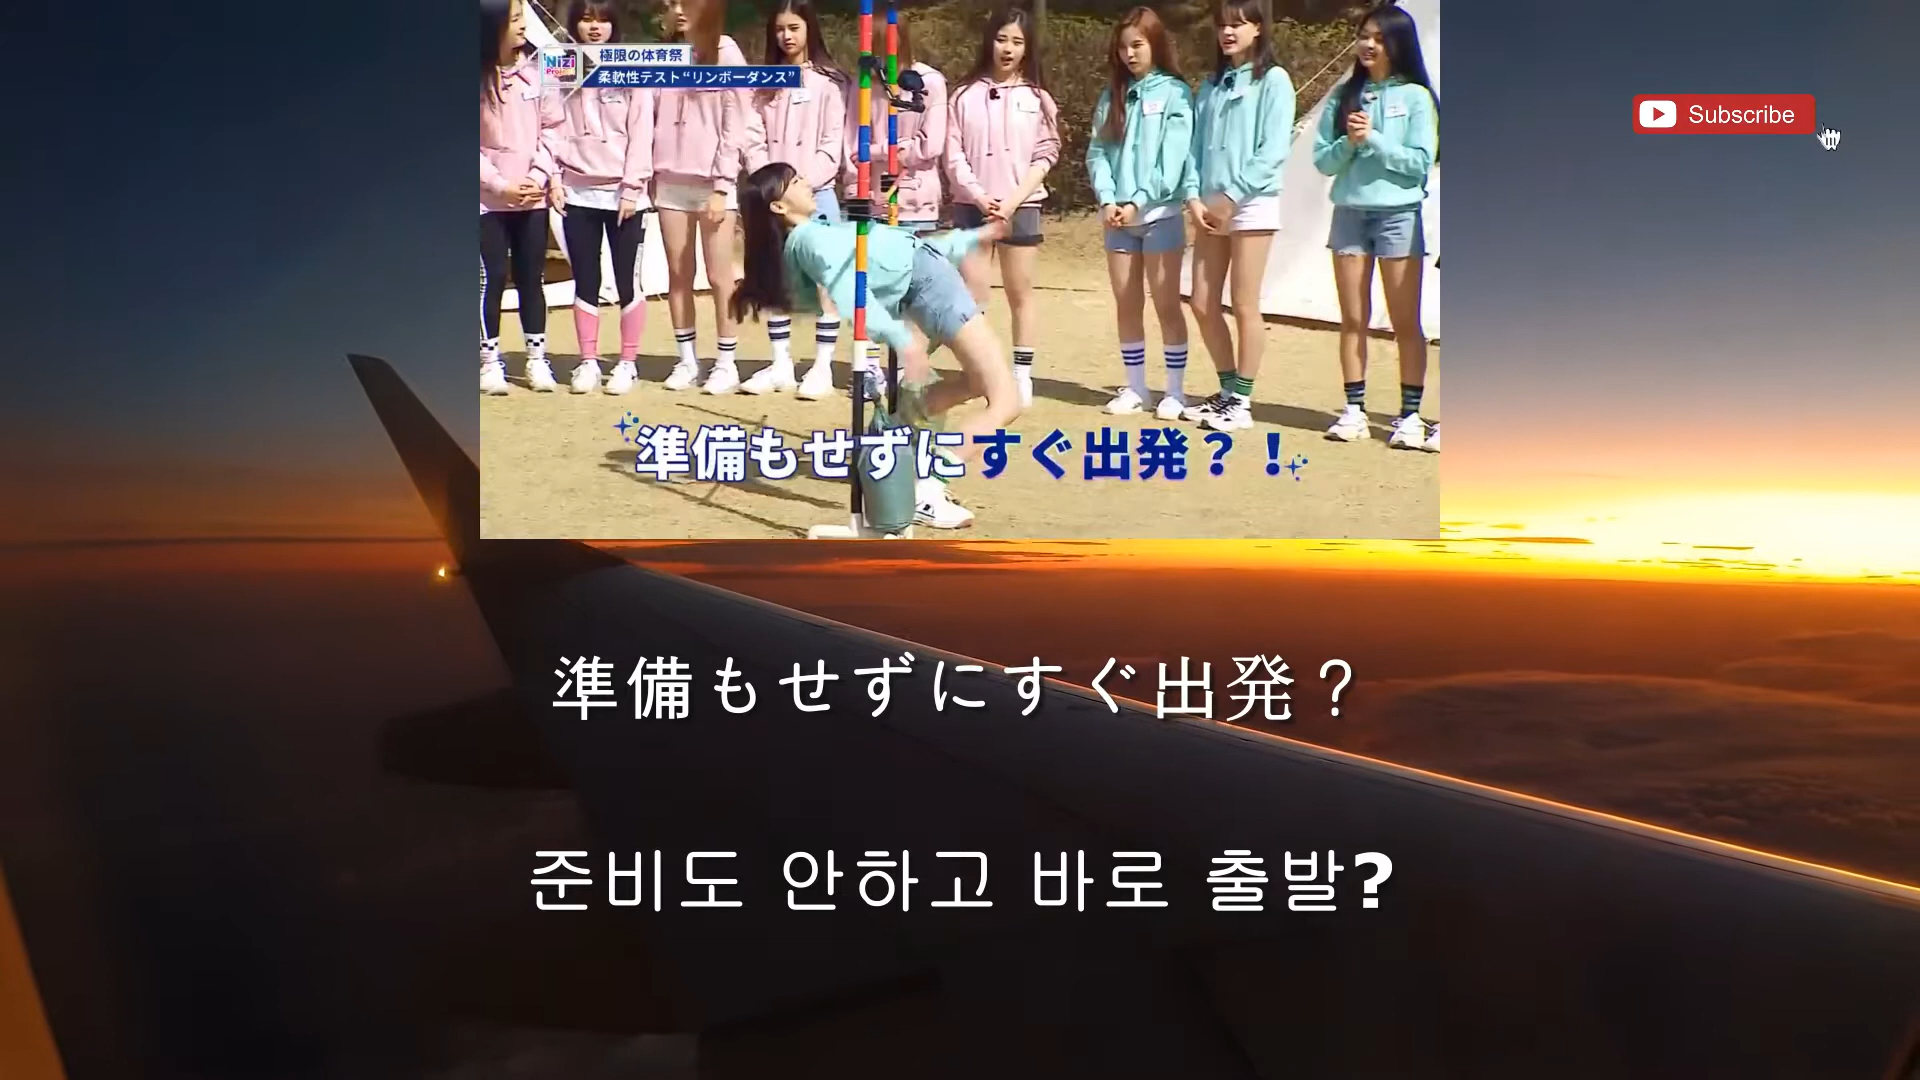 Nizi
Project
極限の体育祭
柔軟性テスト“リンボーダンス”
Subscribe
準備もせずにすぐ出発？！
準備もせずにすぐ出発？
준비도 안하고 바로 출발?